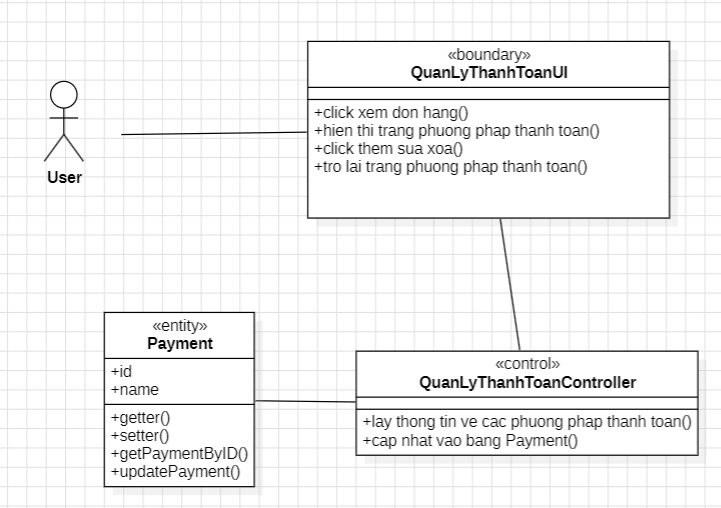 «boundary»
QuanLyThanhToanUI
+click xem don hang()
+hien thi trang phuong phap thanh toan()
+click them sua xoa()
+tro lai trang phuong phap thanh toan()
User
«entity»
Payment
+id
+name
+getter()
+setter()
+getPaymentByID()
+updatePayment()
«control»
QuanLyThanhToanController
+lay thong tin ve cac phuong phap thanh toan()
+cap nhat vao bang Payment()